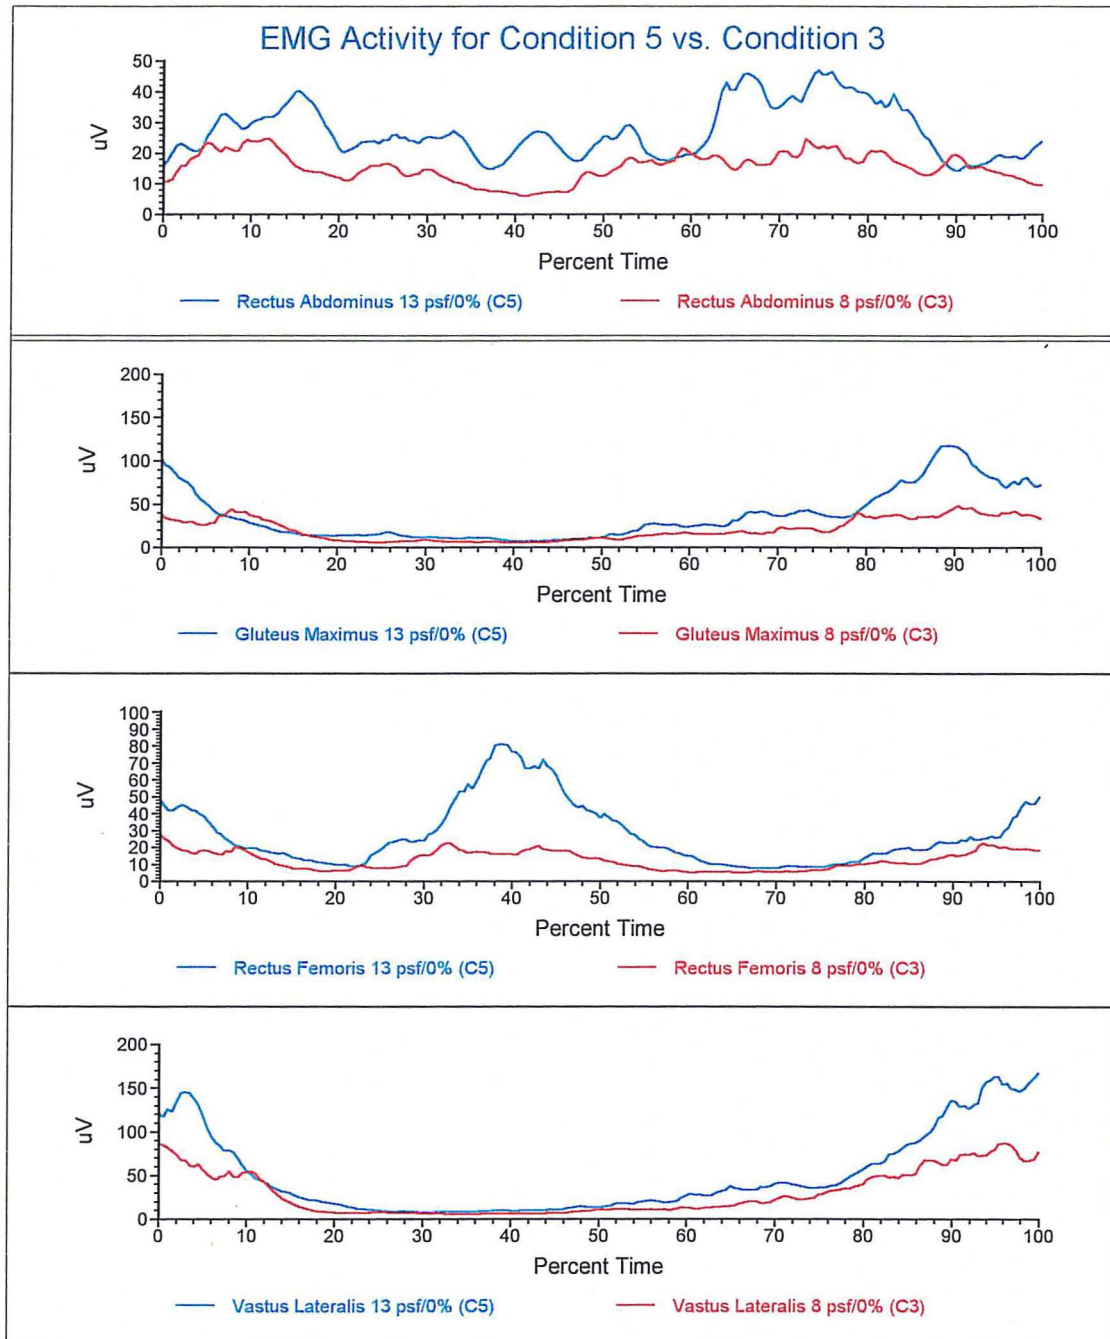 EMG Activity for Condition 5 vs. Condition 3
50
40
30
20
10
0
uV
0 10 20 30 40 50 60 70 80 90 100
Percent Time
Rectus Abdominus 13 psf/0% (C5) Rectus Abdominus 8 psf/0% (C3)
200
150
100
50
0
uV
0 10 20 30 40 50 60 70 80 90 100
Percent Time
Gluteus Maximus 13 psf/0% (C5) Gluteus Maximus 8 psf/0% (C3)
100
90
80
70
60
50
40
30
20
10
0
uV
0 10 20 30 40 50 60 70 80 90 100
Percent Time
Rectus Femoris 13 psf/0% (C5) Rectus Femoris 8 psf/0% (C3)
200
150
100
50
0
uV
0 10 20 30 40 50 60 70 80 90 100
Percent Time
Vastus Lateralis 13 psf/0% (C5) Vastus Lateralis 8 psf/0% (C3)